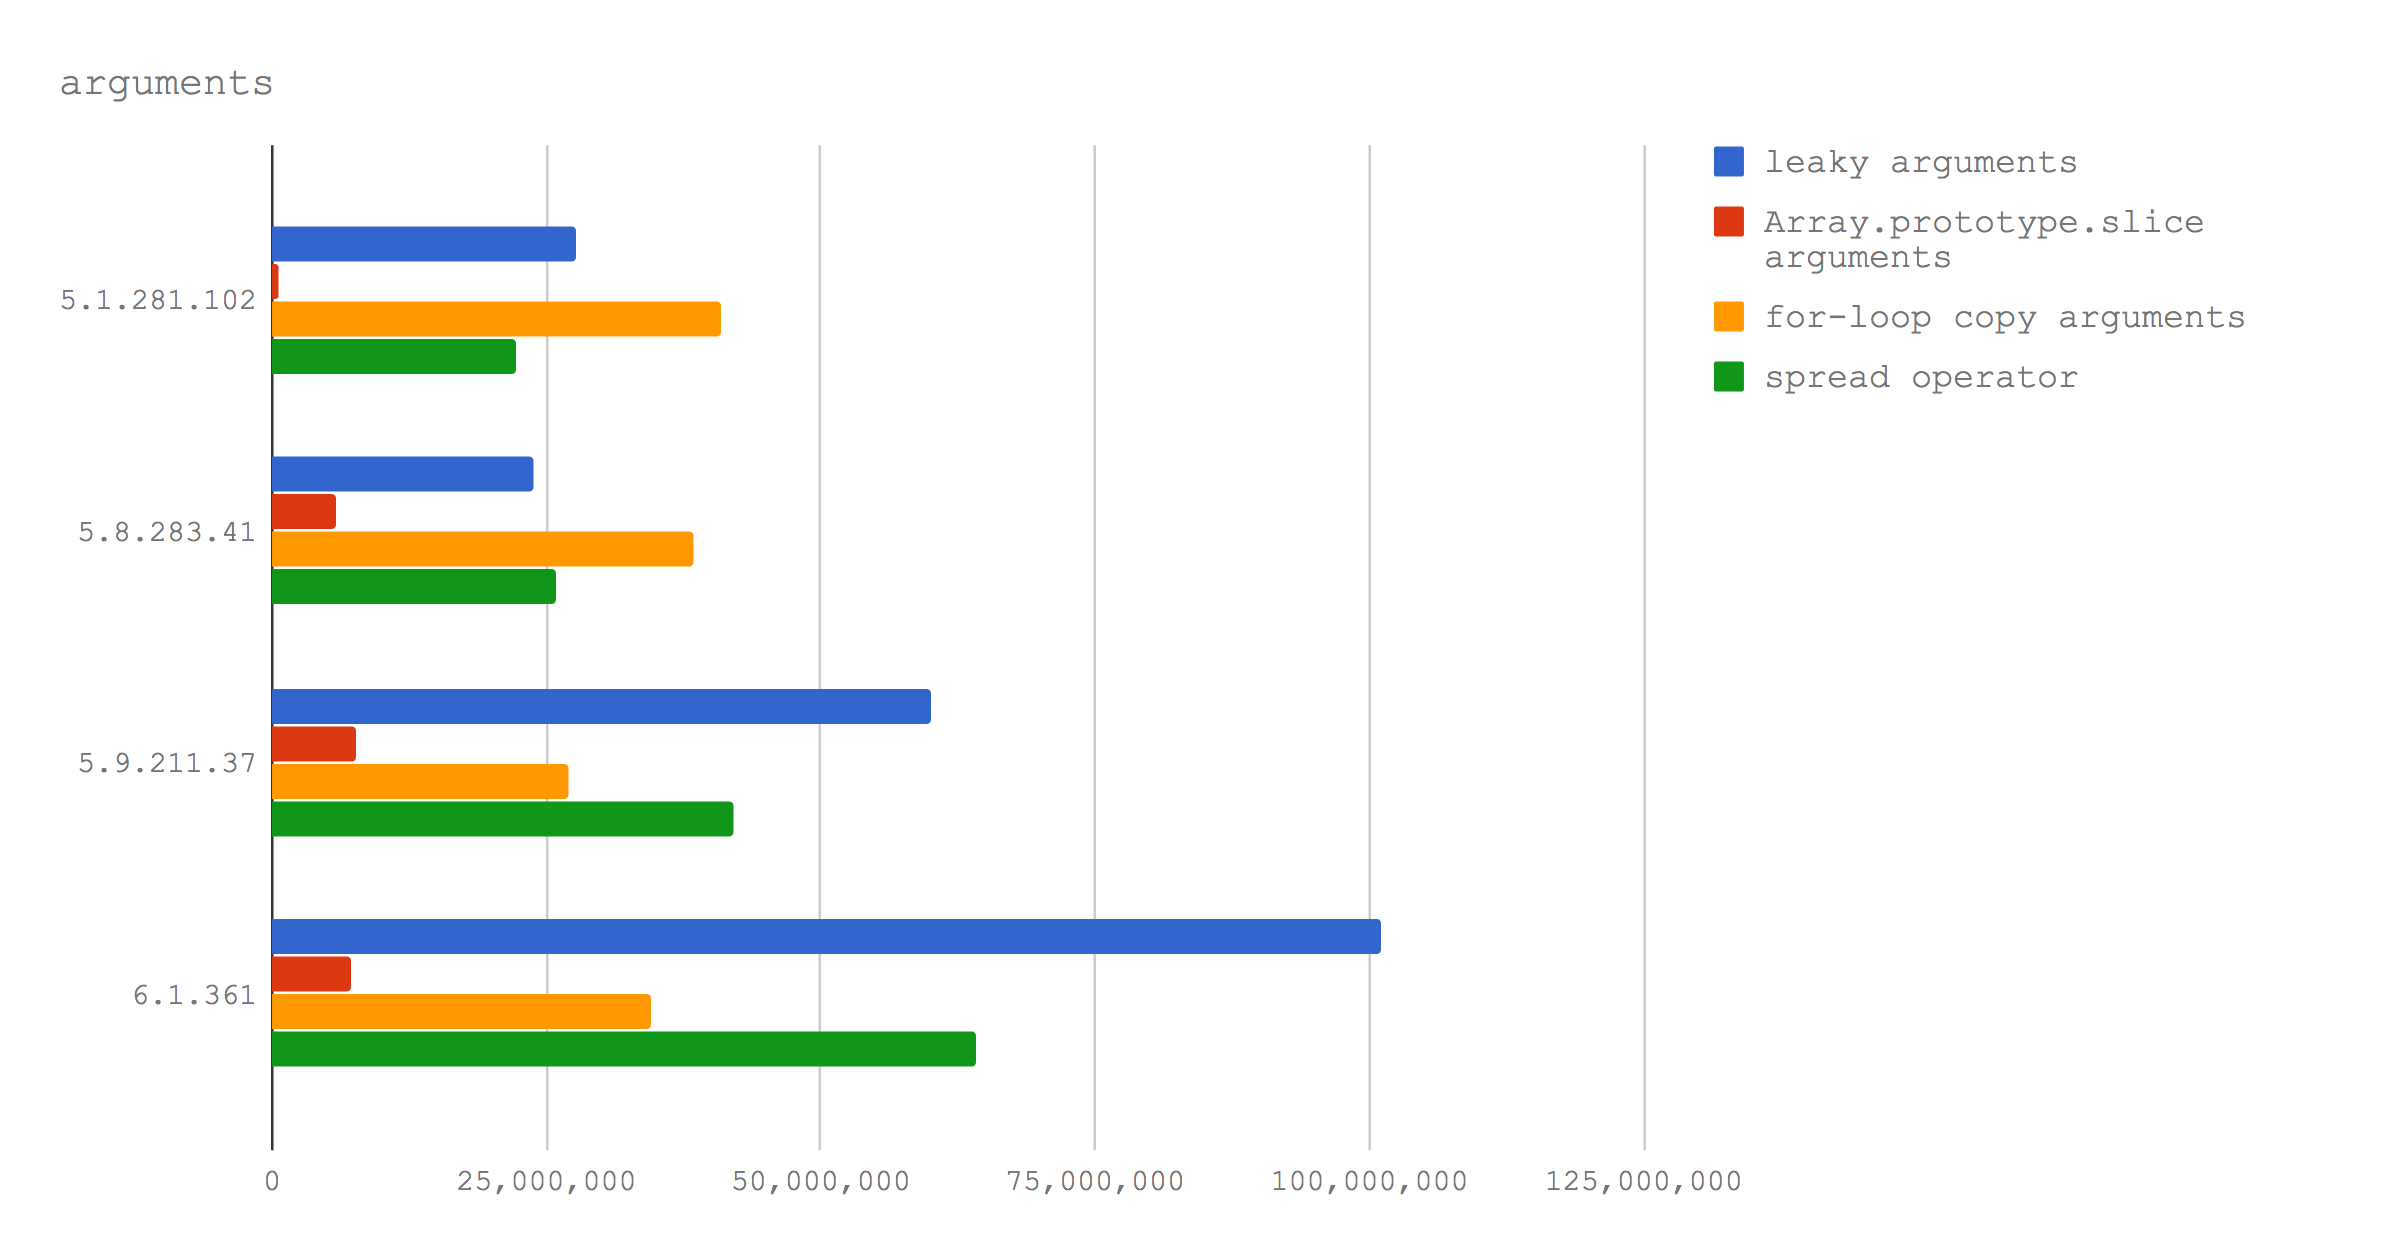 arguments
leaky arguments
Array.prototype.slice
arguments
for-loop copy arguments
spread operator
5.1.281.102
5.8.283.41
5.9.211.37
6.1.361
0
25,000,000
50,000,000
75,000,000
100,000,000
125,000,000